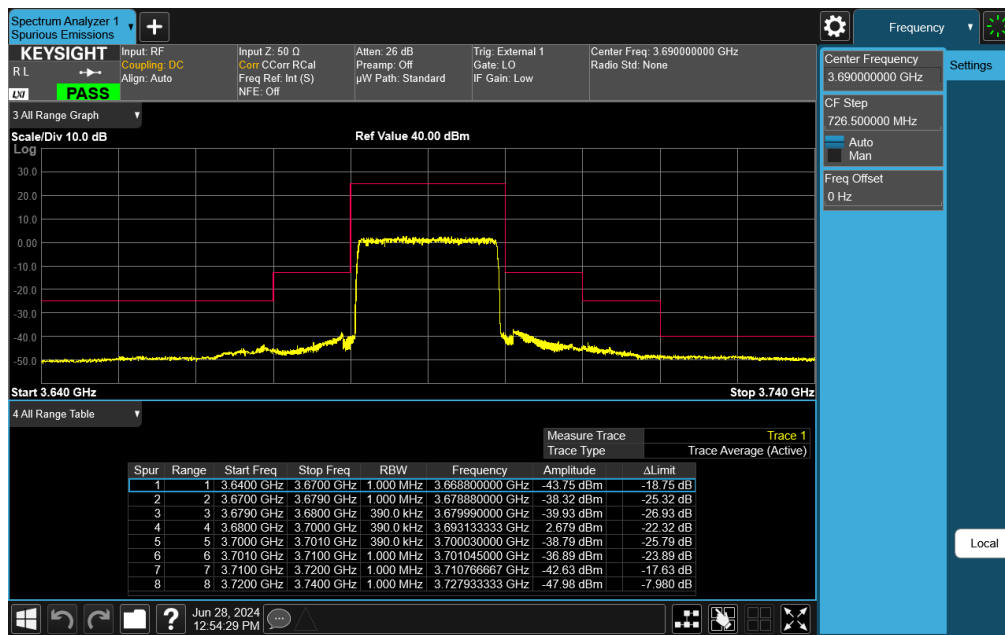 Spectrum Analyzer 1
Spurious Emissions
Frequency
KEYSIGHT
R L
LXI
PASS
Input: RF
Coupling: DC
Align: Auto
Input Z: 50 Ω
Corr CCorr RCal
Freq Ref: Int (S)
NFE: Off
Atten: 26 dB
Preamp: Off
µW Path: Standard
Trig: External 1
Gate: LO
IF Gain: Low
Center Freq: 3.690000000 GHz
Radio Std: None
Center Frequency
3.690000000 GHz
Settings
CF Step
726.500000 MHz
Auto
Man
Freq Offset
0 Hz
3 All Range Graph
Scale/Div 10.0 dB
Ref Value 40.00 dBm
Log
30.0
20.0
10.0
0.00
-10.0
-20.0
-30.0
-40.0
-50.0
Start 3.640 GHz
Stop 3.740 GHz
4 All Range Table
Measure Trace Trace 1
Trace Type Trace Average (Active)
Spur Range Start Freq Stop Freq RBW Frequency Amplitude ΔLimit
1 1 3.6400 GHz 3.6700 GHz 1.000 MHz 3.668800000 GHz -43.75 dBm -18.75 dB
2 2 3.6700 GHz 3.6790 GHz 1.000 MHz 3.678880000 GHz -38.32 dBm -25.32 dB
3 3 3.6790 GHz 3.6800 GHz 390.0 kHz 3.679990000 GHz -39.93 dBm -26.93 dB
4 4 3.6800 GHz 3.7000 GHz 390.0 kHz 3.693133333 GHz 2.679 dBm -22.32 dB
5 5 3.7000 GHz 3.7010 GHz 390.0 kHz 3.700030000 GHz -38.79 dBm -25.79 dB
6 6 3.7010 GHz 3.7100 GHz 1.000 MHz 3.701045000 GHz -36.89 dBm -23.89 dB
7 7 3.7100 GHz 3.7200 GHz 1.000 MHz 3.710766667 GHz -42.63 dBm -17.63 dB
8 8 3.7200 GHz 3.7400 GHz 1.000 MHz 3.727933333 GHz -47.98 dBm -7.980 dB
Local
Jun 28, 2024
12:54:29 PM